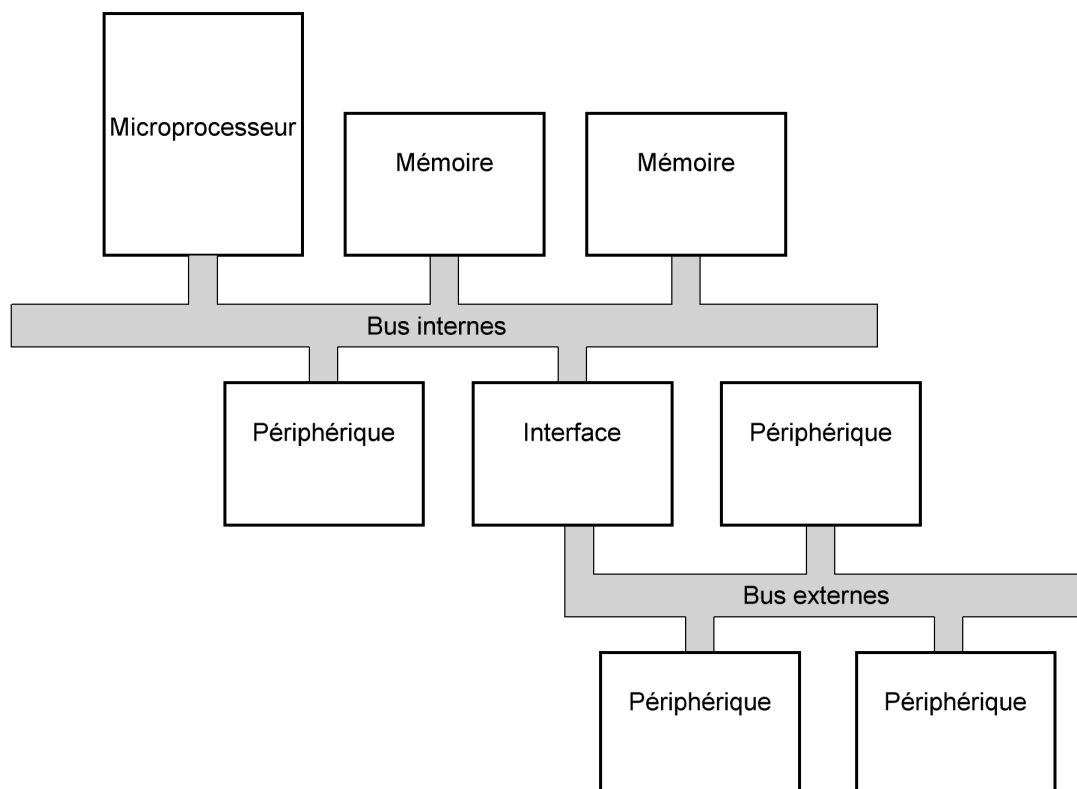 Microprocesseur
Mémoire
Mémoire
Bus internes
Périphérique
Interface
Périphérique
Bus externes
Périphérique
Périphérique